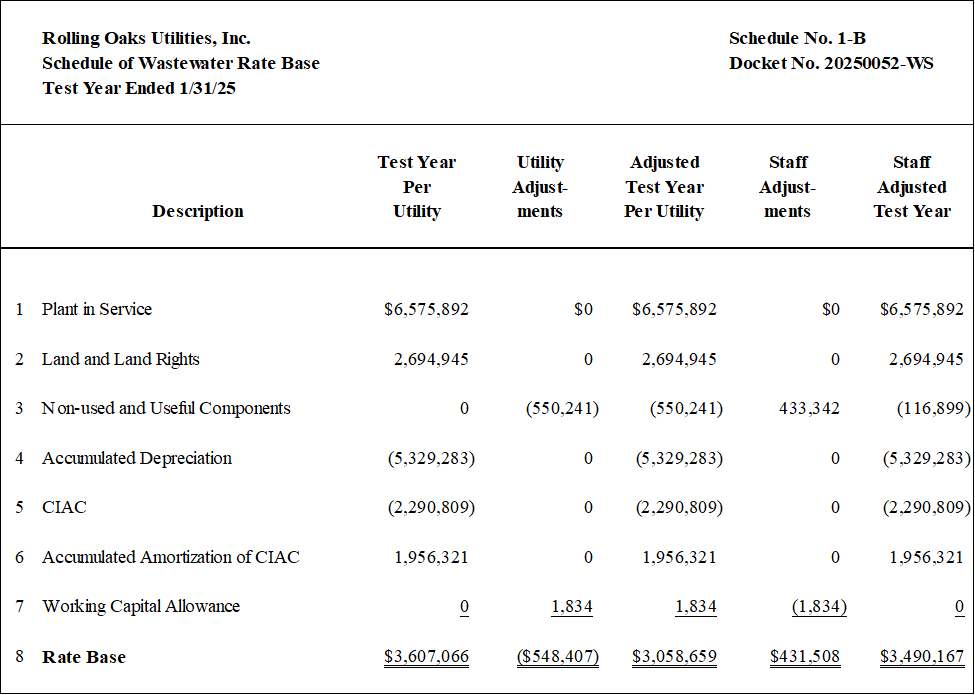 Rolling Oaks Utilities, Inc. Schedule No. 1-B
Schedule of Wastewater Rate Base Docket No. 20250052-WS
Test Year Ended 1/31/25
Test Year Utility Adjusted Staff Staff
Per Adjust- Test Year Adjust- Adjusted
Description Utility ments Per Utility ments Test Year
1 Plant in Service $6,575,892 $0 $6,575,892 $0 $6,575,892
2 Land and Land Rights 2,694,945 0 2,694,945 0 2,694,945
3 Non-used and Useful Components 0 (550,241) (550,241) 433,342 (116,899)
4 Accumulated Depreciation (5,329,283) 0 (5,329,283) 0 (5,329,283)
5 CIAC (2,290,809) 0 (2,290,809) 0 (2,290,809)
6 Accumulated Amortization of CIAC 1,956,321 0 1,956,321 0 1,956,321
7 Working Capital Allowance 0 1,834 1,834 (1,834) 0
8 Rate Base $3,607,066 ($548,407) $3,058,659 $431,508 $3,490,167